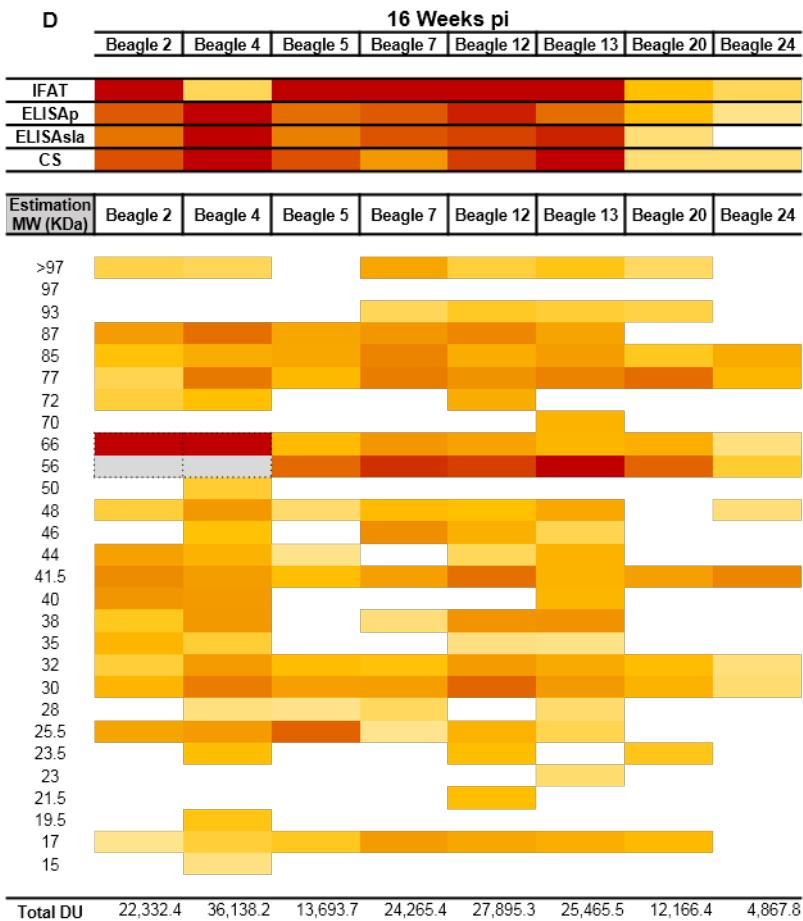 D
16 Weeks pi
Beagle 2 Beagle 4 Beagle 5 Beagle 7 Beagle 12 Beagle 13 Beagle 20 Beagle 24
IFAT
ELISAp
ELISAsla
CS
Estimation
MW (KDa) Beagle 2 Beagle 4 Beagle 5 Beagle 7 Beagle 12 Beagle 13 Beagle 20 Beagle 24
>97
97
93
87
85
77
72
70
66
56
50
48
46
44
41.5
40
38
35
32
30
28
25.5
23.5
23
21.5
19.5
17
15
Total DU 22,332.4 36,138.2 13,693.7 24,265.4 27,895.3 25,465.5 12,166.4 4,867.8